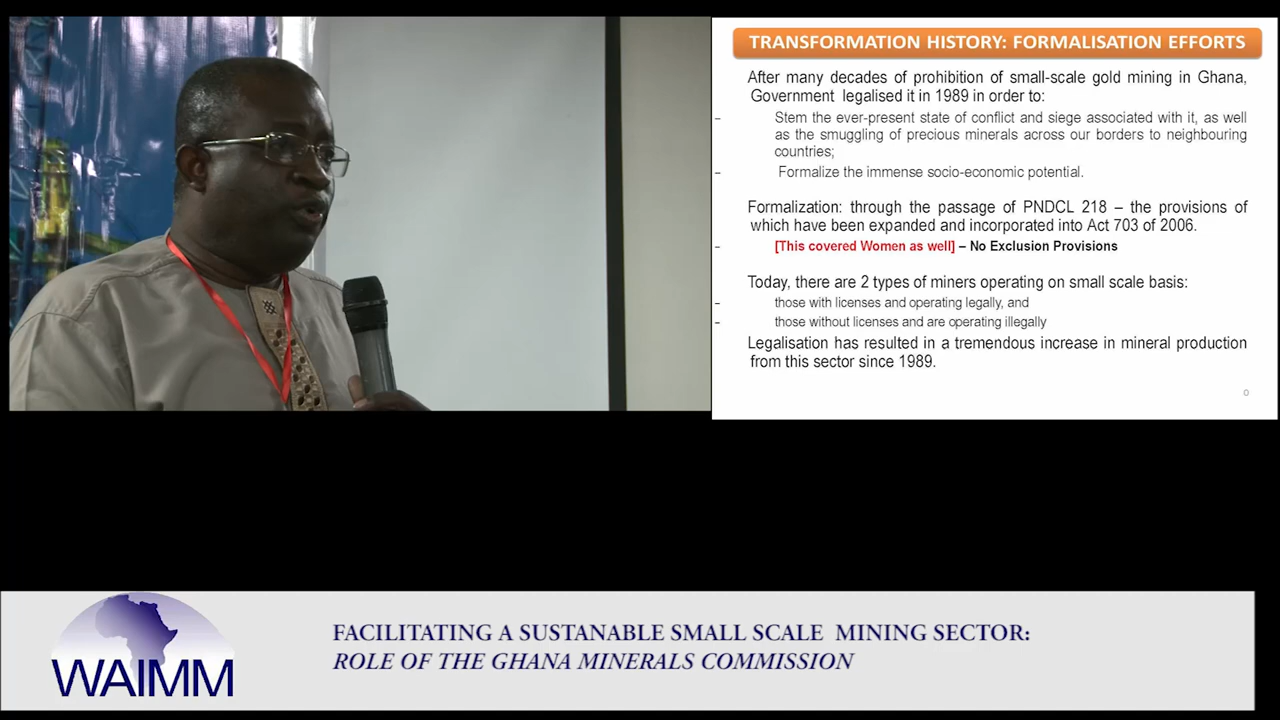 TRANSFORMATION HISTORY: FORMALISATION EFFORTS
After many decades of prohibition of small-scale gold mining in Ghana,
Government legalised it in 1989 in order to:
- Stem the ever-present state of conflict and siege associated with it, as well
as the smuggling of precious minerals across our borders to neighbouring
countries;
- Formalize the immense socio-economic potential.
Formalization: through the passage of PNDCL 218 – the provisions of
which have been expanded and incorporated into Act 703 of 2006.
- [This covered Women as well] – No Exclusion Provisions
Today, there are 2 types of miners operating on small scale basis:
- those with licenses and operating legally, and
- those without licenses and are operating illegally
Legalisation has resulted in a tremendous increase in mineral production
from this sector since 1989.
0
WAIMM
FACILITATING A SUSTANABLE SMALL SCALE MINING SECTOR:
ROLE OF THE GHANA MINERALS COMMISSION